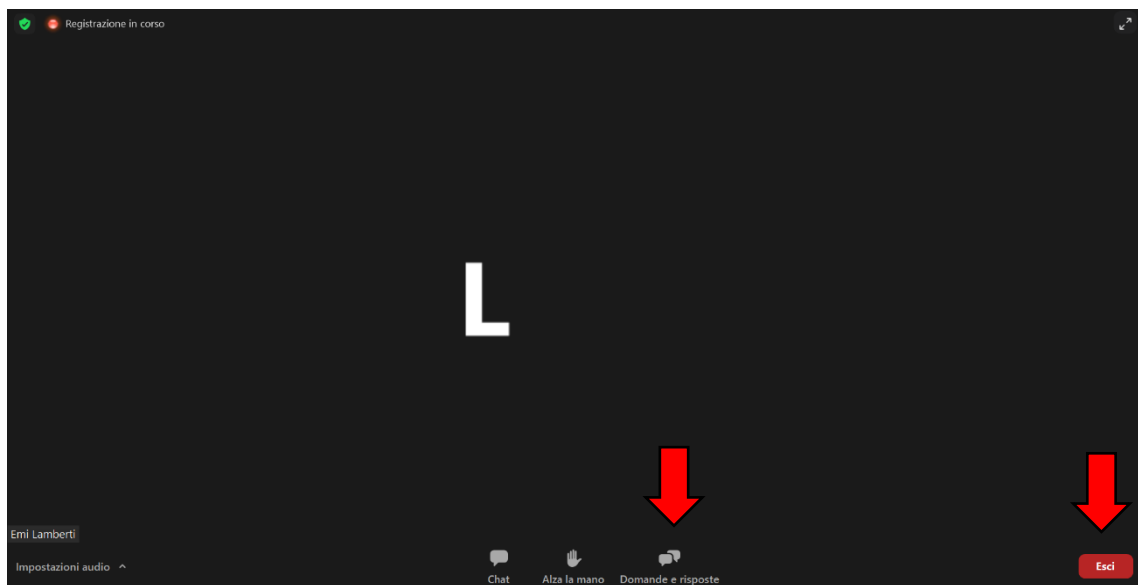 Registrazione in corso
L
Emi Lamberti
Impostazioni audio
Chat
Alza la mano
Domande e risposte
Esci